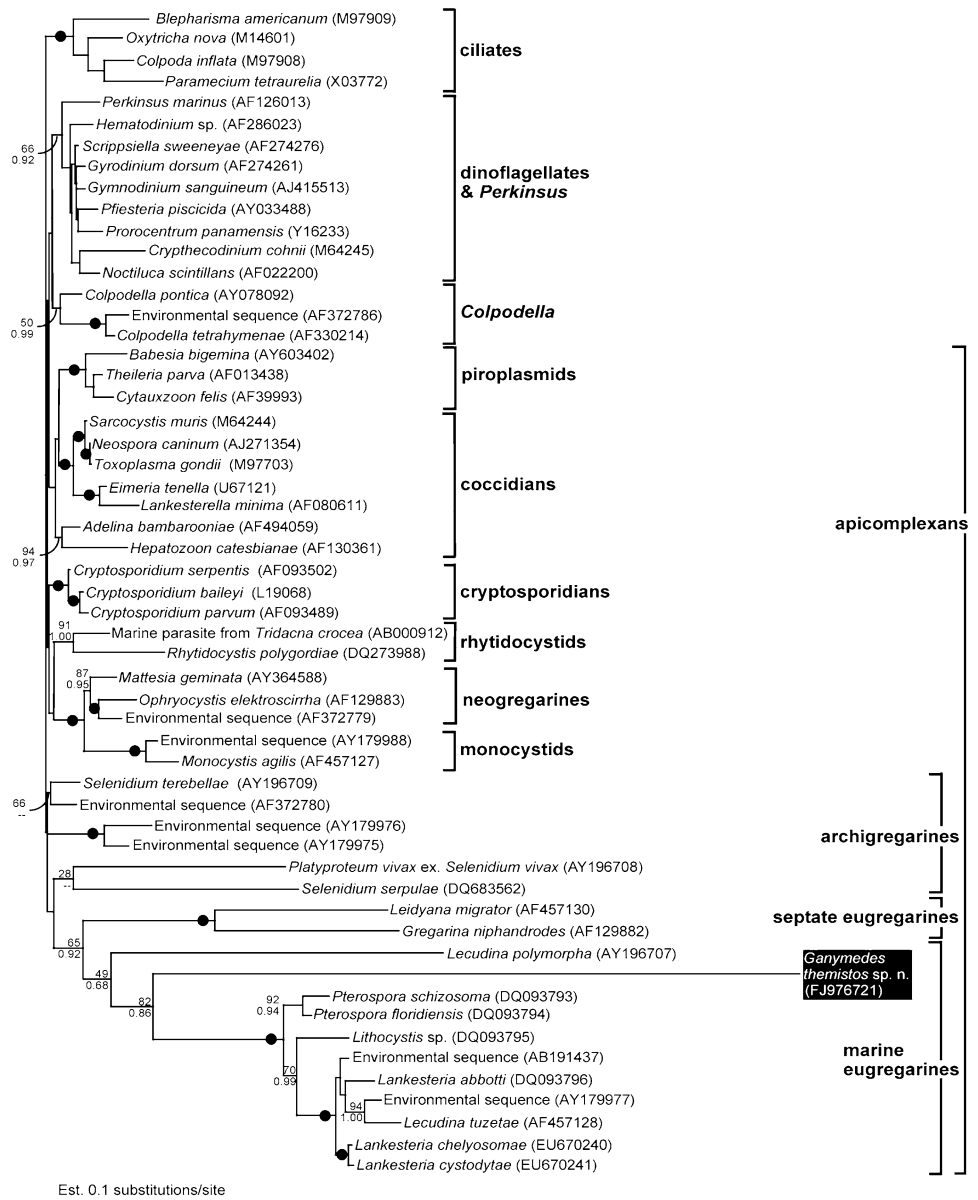 Blepharisma americanum (M97909)
Oxytricha nova (M14601)
Colpoda inflata (M97908)
Paramecium tetraurelia (X03772)
ciliates
Perkinsus marinus (AF126013)
Hematodinium sp. (AF286023)
66
0.92
Scrippsiella sweeneyae (AF274276)
Gyrodinium dorsum (AF274261)
Gymnodinium sanguineum (AJ415513)
Pfiesteria piscicida (AY033488)
Prorocentrum panamensis (Y16233)
Crypthecodinium cohnii (M64245)
Noctiluca scintillans (AF022200)
dinoflagellates
& Perkinsus
Colpodella pontica (AY078092)
Environmental sequence (AF372786)
Colpodella tetrahymenae (AF330214)
50
0.99
Colpodella
Babesia bigemina (AY603402)
Theileria parva (AF013438)
Cytauxzoon felis (AF39993)
piroplasmids
Sarcocystis muris (M64244)
Neospora caninum (AJ271354)
Toxoplasma gondii (M97703)
Eimeria tenella (U67121)
Lankesterella minima (AF080611)
Adelina bambarooniae (AF494059)
Hepatozoon catesbianae (AF130361)
94
0.97
coccidians
apicomplexans
Cryptosporidium serpentis (AF093502)
Cryptosporidium baileyi (L19068)
Cryptosporidium parvum (AF093489)
cryptosporidians
91
1.00
Marine parasite from Tridacna crocea (AB000912)
Rhytidocystis polygordiae (DQ273988)
rhytidocystids
87
0.95
Mattesia geminata (AY364588)
Ophryocystis elektroscirrha (AF129883)
Environmental sequence (AF372779)
neogregarines
Environmental sequence (AY179988)
Monocystis agilis (AF457127)
monocystids
Selenidium terebellae (AY196709)
Environmental sequence (AF372780)
66
--
Environmental sequence (AY179976)
Environmental sequence (AY179975)
archigregarines
28
--
Platyproteum vivax ex. Selenidium vivax (AY196708)
Selenidium serpulae (DQ683562)
Leidyana migrator (AF457130)
Gregarina niphandrodes (AF129882)
septate eugregarines
65
0.92
Lecudina polymorpha (AY196707)
49
0.68
Ganymedes
themistos sp. n.
(FJ976721)
82
0.86
92
0.94
Pterospora schizosoma (DQ093793)
Pterospora floridiensis (DQ093794)
Lithocystis sp. (DQ093795)
70
0.99
Environmental sequence (AB191437)
Lankesteria abbotti (DQ093796)
94
1.00
Environmental sequence (AY179977)
Lecudina tuzetae (AF457128)
Lankesteria chelyosomae (EU670240)
Lankesteria cystodytae (EU670241)
marine
eugregarines
Est. 0.1 substitutions/site